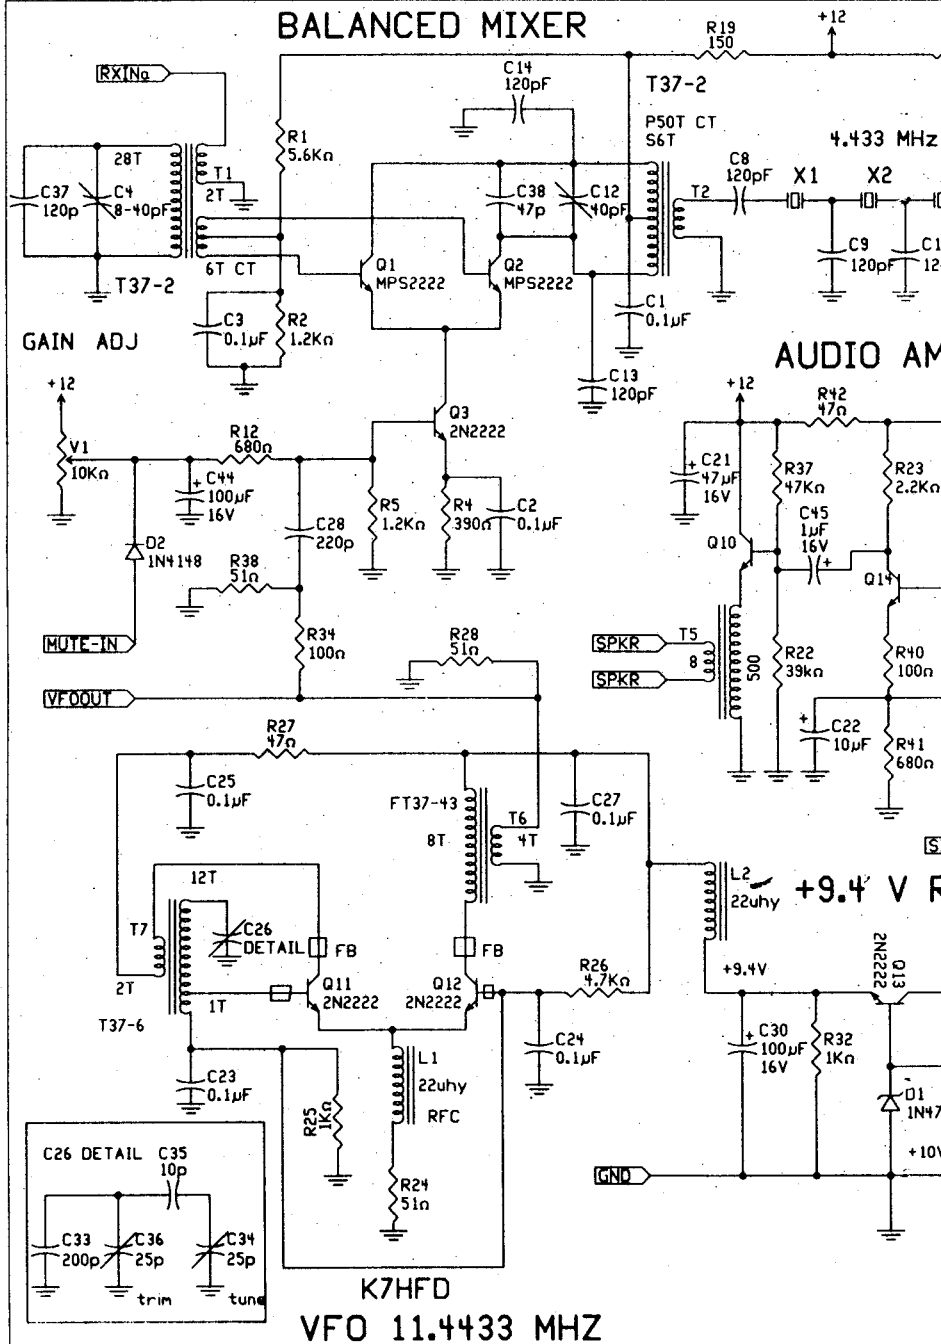 BALANCED MIXER
R19
150
+12
RXINa
C14
120pF
T37-2
P50T CT
S6T
4.433 MHz
28T
T1
2T
R1
5.6KΩ
C37
120p
C4
8-40pF
C38
47p
C12
40pF
T2
C8
120pF
X1
X2
6T CT
T37-2
Q1
MPS2222
Q2
MPS2222
C9
120pF
C3
0.1µF
R2
1.2KΩ
C1
0.1µF
GAIN ADJ
AUDIO AM
C13
120pF
+12
V1
10KΩ
R12
680Ω
C44
+
100µF
16V
Q3
2N2222
+12
R42
47Ω
C21
+
47µF
16V
R37
47KΩ
R23
2.2KΩ
R5
1.2KΩ
R4
390Ω
C2
0.1µF
C28
220p
C45
1µF
16V
+
D2
1N4148
R38
51Ω
Q10
Q14
MUTE-IN
R34
100Ω
R28
51Ω
SPKR
T5
8
500
SPKR
R22
39kΩ
R40
100Ω
VFOOUT
R27
47Ω
+
C22
10µF
R41
680Ω
C25
0.1µF
FT37-43
8T
T6
4T
C27
0.1µF
12T
L2
22uhy
+9.4 V R
T7
C26
DETAIL
FB
FB
2T
1T
T37-6
Q11
2N2222
Q12
2N2222
R26
4.7KΩ
+9.4V
2N2222
Q13
C23
0.1µF
L1
22uhy
RFC
C24
0.1µF
+
C30
100µF
16V
R32
1KΩ
R25
1KΩ
D1
1N47
+10V
C26 DETAIL
C35
10p
R24
51Ω
GND
C33
200p
C36
25p
C34
25p
trim
tune
K7HFD
VFO 11.4433 MHZ